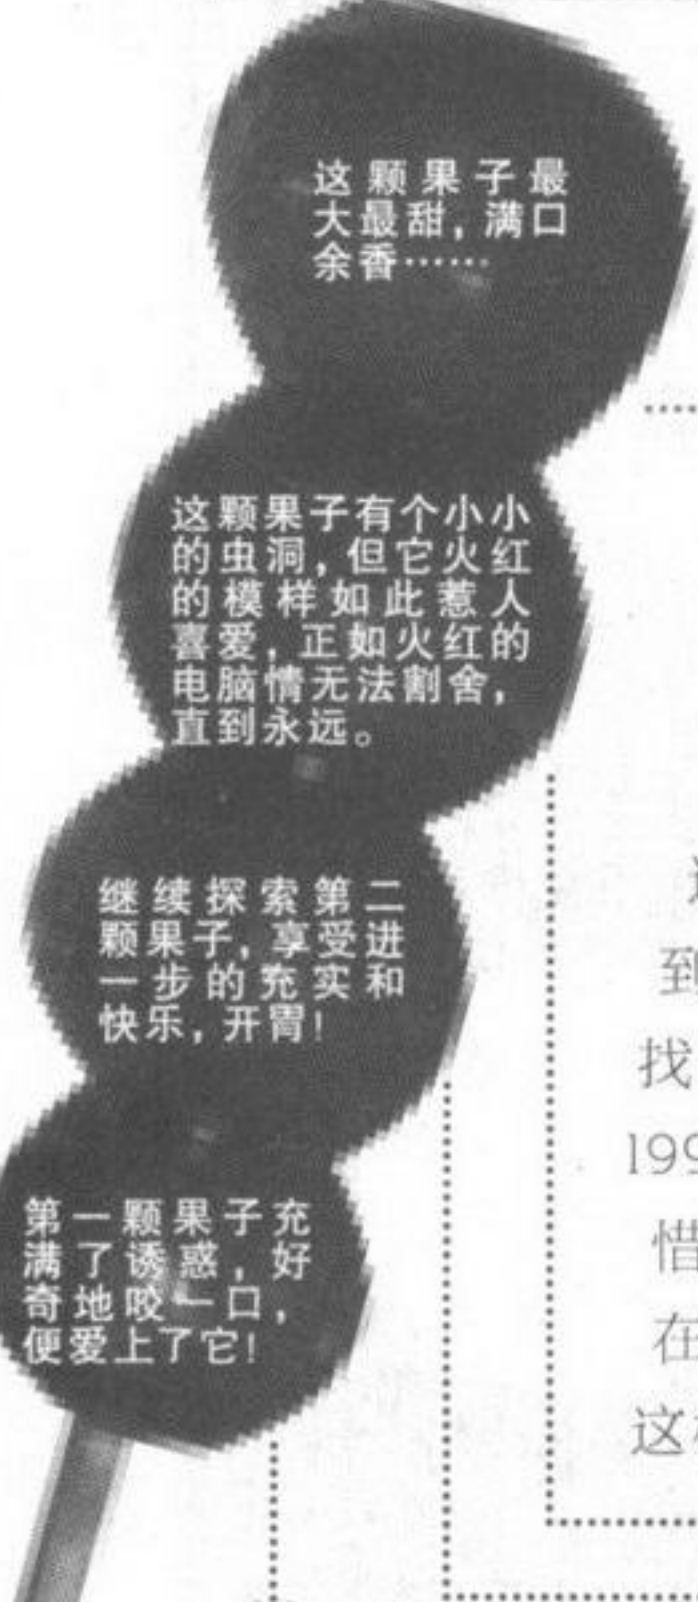 这颗果子最
大最甜，满口
余香……
这颗果子有个小小
的虫洞，但它火红
的模样如此惹人
喜爱，正如火红的
电脑情无法割舍，
直到永远。
继续探索第二
颗果子，享受进
一步的充实和
快乐，开胃！
第一颗果子充
满了诱惑，好
奇地咬一口，
便爱上了它！
到
找
199
惜
在
这